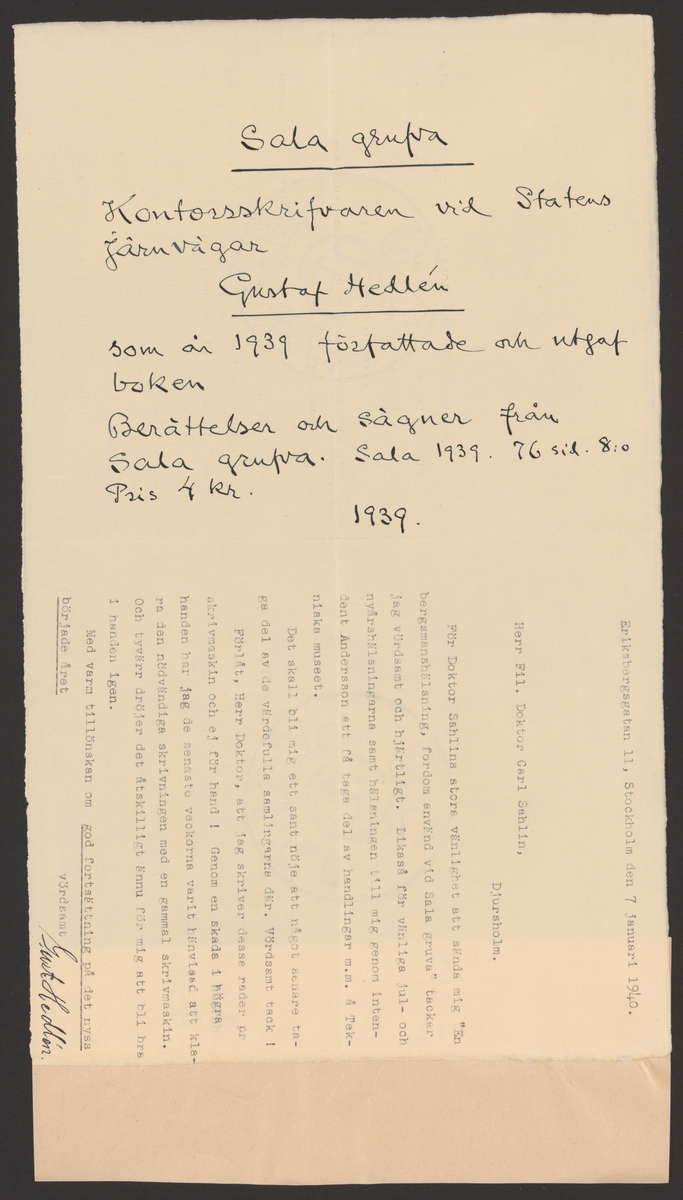 Sala grufva
Kontorsskrifvaren vid Statens
järnvägar
Gustaf Hedlén
som år 1939 författade och utgaf
boken
Berättelser och sägner från
Sala grufva. Sala 1939. 76 sid. 8:o
Pris 4 kr.
1939.
Eriksbergsgatan 11, Stockholm den 7 januari 1940.
Herr Fil. Doktor Carl Sahlin,
Djursholm.
För Doktor Sahlins stora vänlighet att sända mig "En
bergsmanshälsning, fordom använd vid Sala gruva" tackar
jag vördsamt och hjärtligt. Likaså för vänliga jul- och
nyårshälsningarna samt hälsningen till mig genom inten-
dent Andersson att få taga del av handlingar m.m. å Tek-
niska museet.
Det skall bli mig ett sant nöje att något senare ta-
ga del av de värdefulla samlingarna där. Vördsamt tack !
Förlåt, Herr Doktor, att jag skriver dessa rader pr
skrivmaskin och ej för hand ! Genom en skada i högra
handen har jag de senaste veckorna varit hänvisad att kla-
ra den nödvändiga skrivningen med en gammal skrivmaskin.
Och tyvärr dröjer det åtskilligt ännu för mig att bli bra
i handen igen.
Med varm tillönskan om god fortsättning på det nyss
började året
vördsamt
Gust Hedlén.